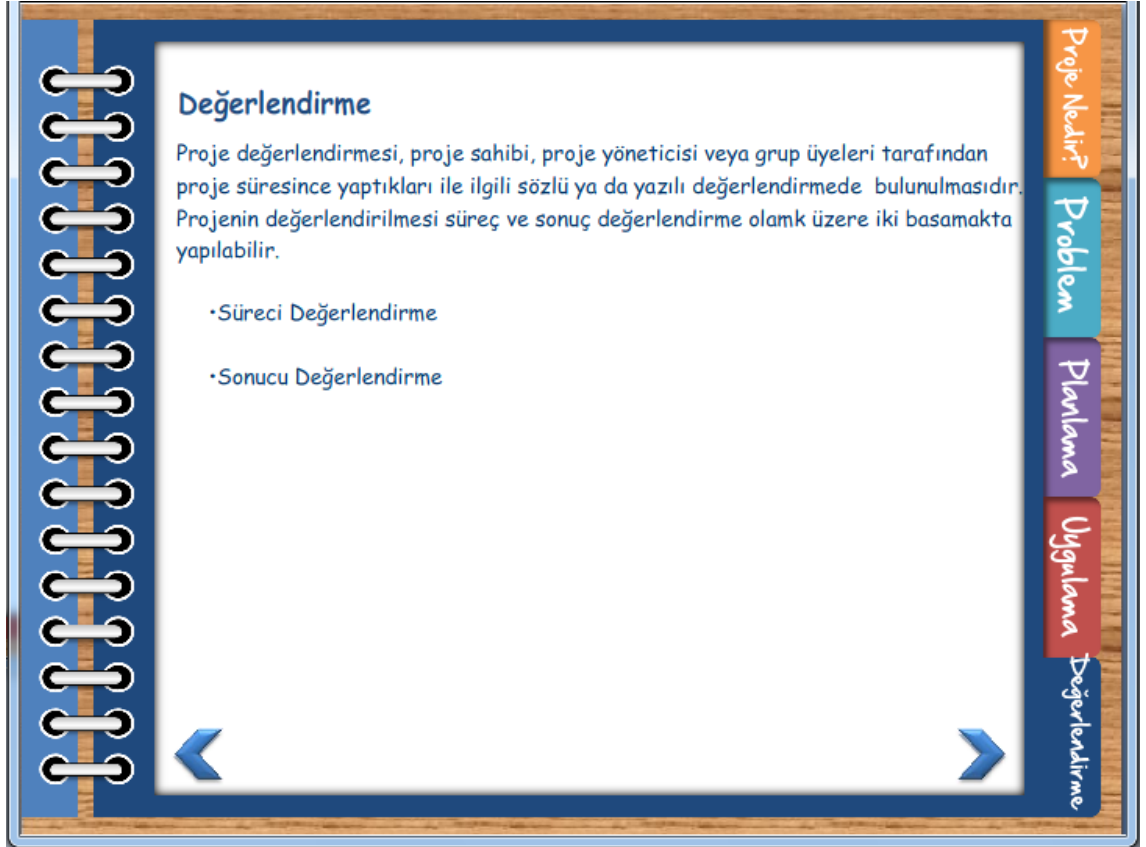 Değerlendirme
Proje değerlendirmesi, proje sahibi, proje yöneticisi veya grup üyeleri tarafından
proje süresince yaptıkları ile ilgili sözlü ya da yazılı değerlendirmede  bulunulmasıdır.
Projenin değerlendirilmesi süreç ve sonuç değerlendirme olamk üzere iki basamakta
yapılabilir.
•Süreci Değerlendirme
•Sonucu Değerlendirme
Proje Nedir?
Problem
Planlama
Uygulama
Değerlendirme